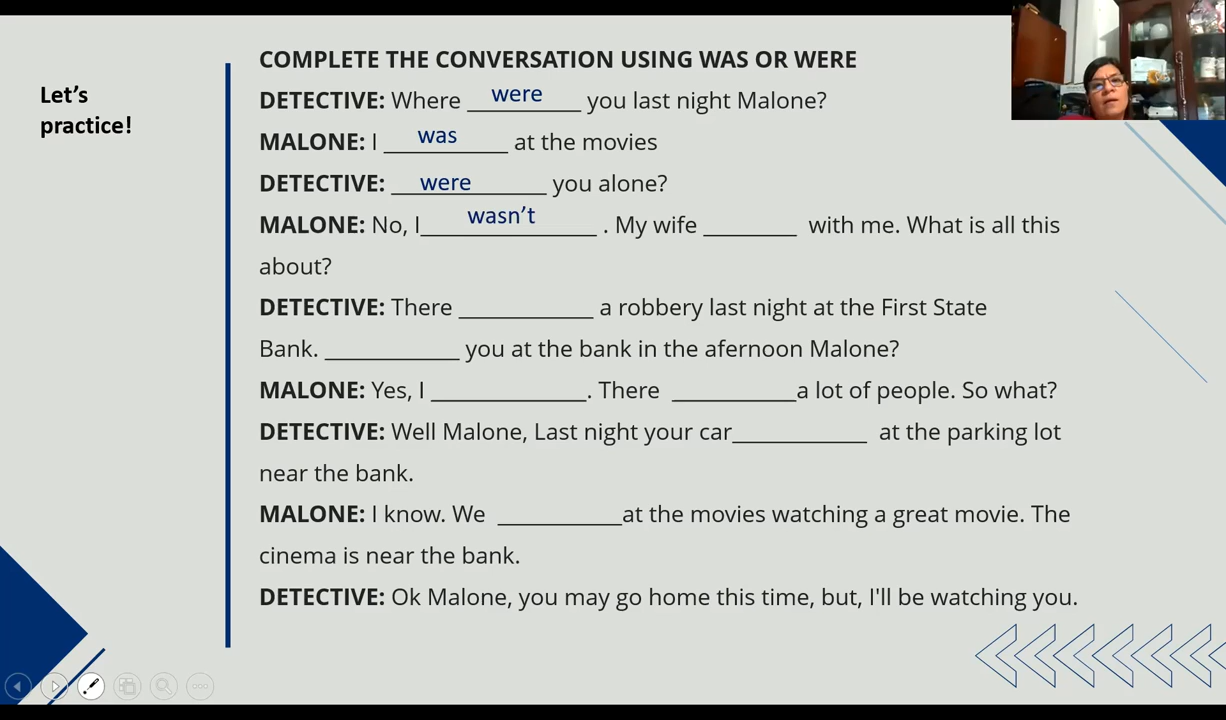 Let's
practice!
COMPLETE THE CONVERSATION USING WAS OR WERE
DETECTIVE: Where ___were___ you last night Malone?
MALONE: I ___was___ at the movies
DETECTIVE: ___were___ you alone?
MALONE: No, I___wasn't___ . My wife ________ with me. What is all this
about?
DETECTIVE: There ____________ a robbery last night at the First State
Bank. ____________ you at the bank in the afernoon Malone?
MALONE: Yes, I ______________. There ___________a lot of people. So what?
DETECTIVE: Well Malone, Last night your car____________ at the parking lot
near the bank.
MALONE: I know. We ___________at the movies watching a great movie. The
cinema is near the bank.
DETECTIVE: Ok Malone, you may go home this time, but, I'll be watching you.